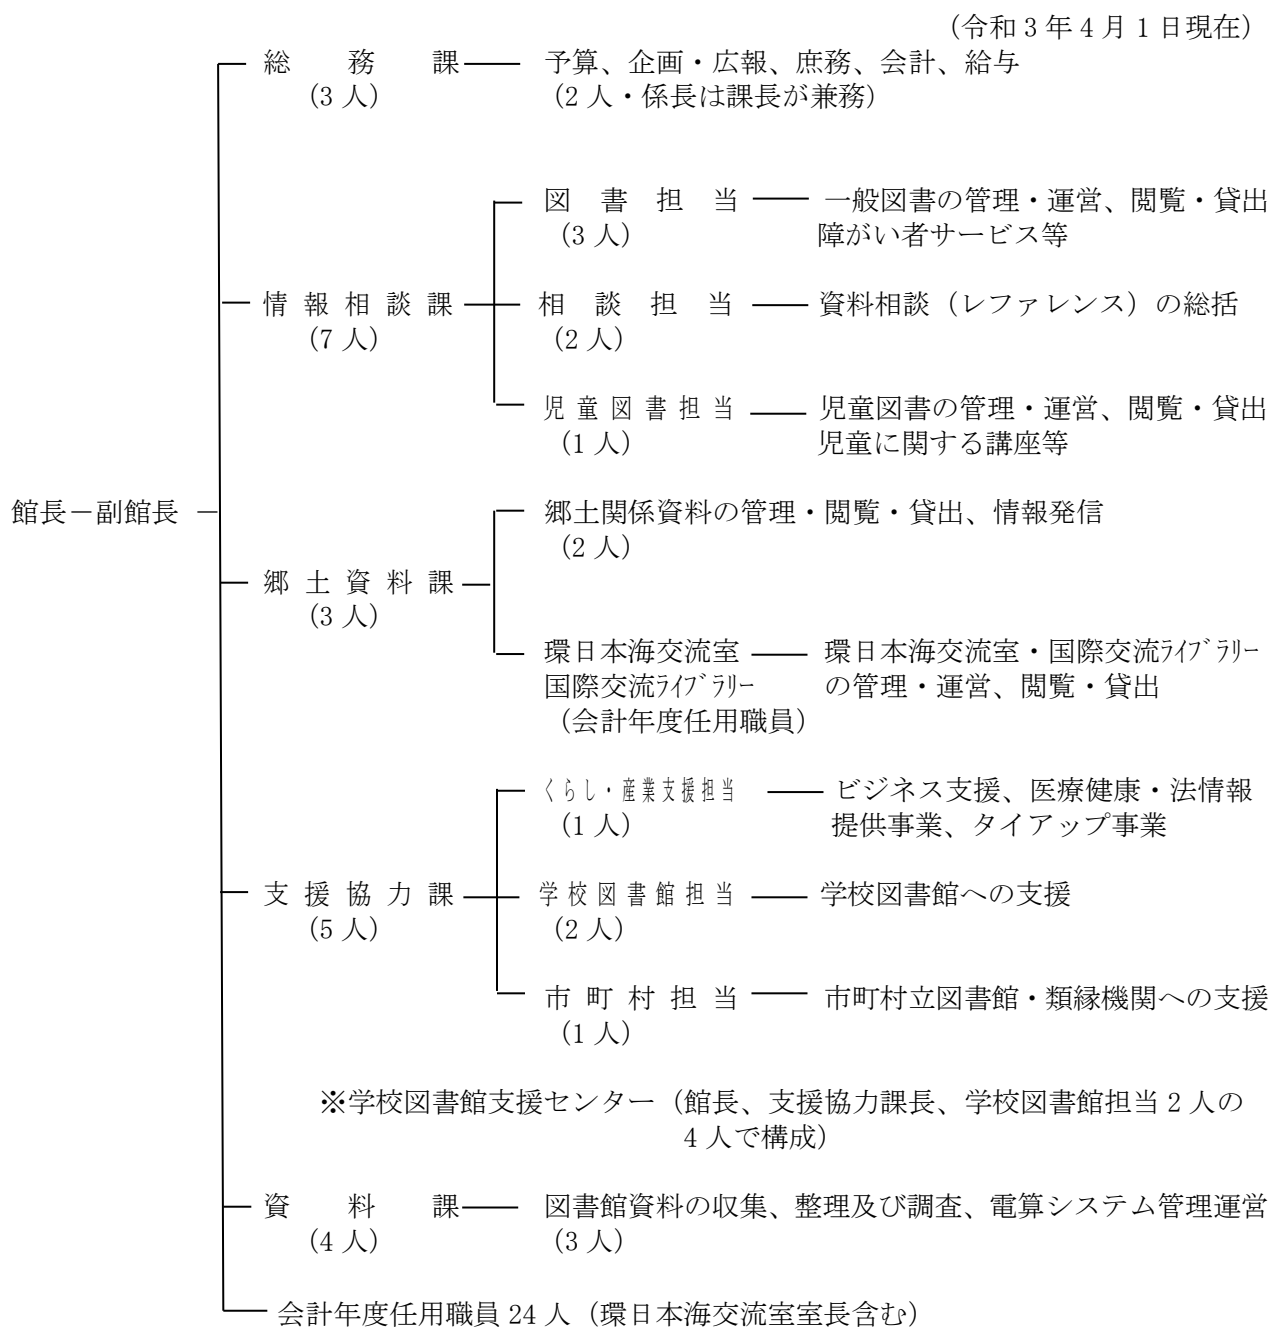 (令和3年4月1日現在)
総務課 予算、企画・広報、庶務、会計、給与
(3人) (2人・係長は課長が兼務)
図書担当 一般図書の管理・運営、閲覧・貸出
(3人) 障がい者サービス等
情報相談課 相談担当 資料相談（レファレンス）の総括
(7人) (2人)
児童図書担当 児童図書の管理・運営、閲覧・貸出
(1人) 児童に関する講座等
館長－副館長 郷土関係資料の管理・閲覧・貸出、情報発信
(2人)
郷土資料課
(3人)
環日本海交流室 環日本海交流室・国際交流ﾗｲﾌﾞﾗﾘｰ
国際交流ﾗｲﾌﾞﾗﾘｰ の管理・運営、閲覧・貸出
(会計年度任用職員)
くらし・産業支援担当 ビジネス支援、医療健康・法情報
(1人) 提供事業、タイアップ事業
支援協力課 学校図書館担当 学校図書館への支援
(5人) (2人)
市町村担当 市町村立図書館・類縁機関への支援
(1人)
※学校図書館支援センター（館長、支援協力課長、学校図書館担当2人の
4人で構成）
資料課 図書館資料の収集、整理及び調査、電算システム管理運営
(4人) (3人)
会計年度任用職員24人（環日本海交流室室長含む）